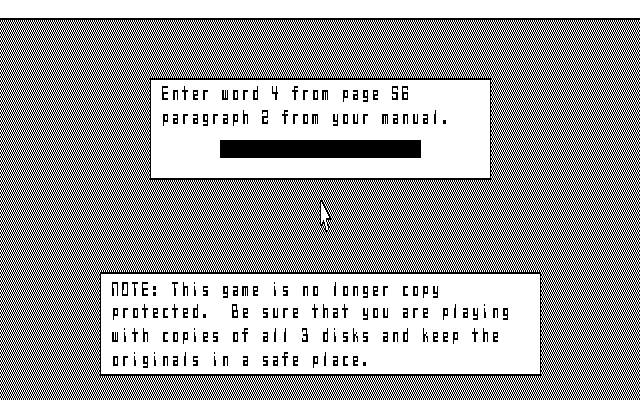 Enter word 4 from page 56
paragraph 2 from your manual.
NOTE: This game is no longer copy
protected.  Be sure that you are playing
with copies of all 3 disks and keep the
originals in a safe place.